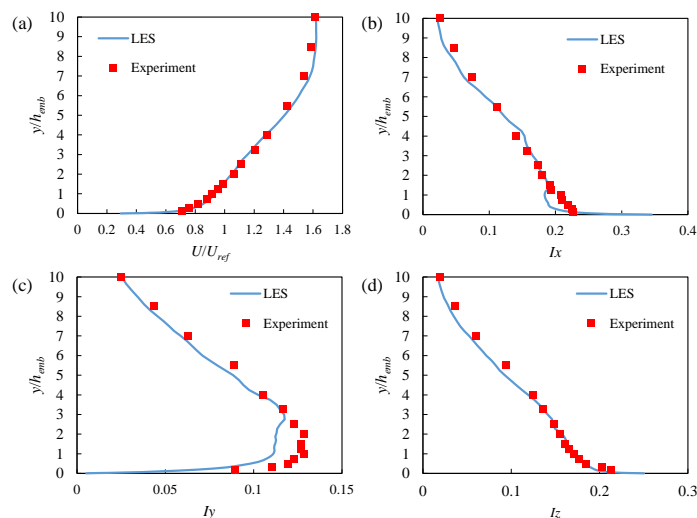 (a)
LES
Experiment
y/h_emb
10
9
8
7
6
5
4
3
2
1
0
0 0.2 0.4 0.6 0.8 1 1.2 1.4 1.6 1.8
U/U_ref
(b)
LES
Experiment
y/h_emb
10
9
8
7
6
5
4
3
2
1
0
0 0.1 0.2 0.3 0.4
Ix
(c)
LES
Experiment
y/h_emb
10
9
8
7
6
5
4
3
2
1
0
0 0.05 0.1 0.15
Iy
(d)
LES
Experiment
y/h_emb
10
9
8
7
6
5
4
3
2
1
0
0 0.1 0.2 0.3
Iz